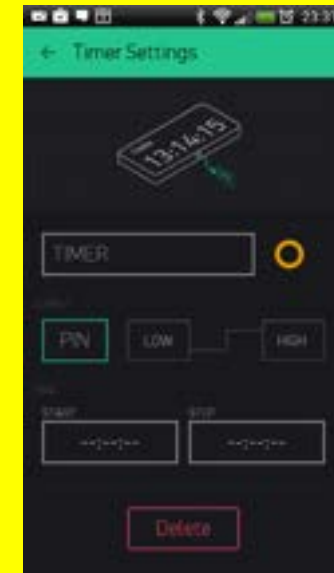 23:31
Timer Settings
13:14:15
TIMER
PIN LOW HIGH
START STOP
--:--:-- --:--:--
Delete